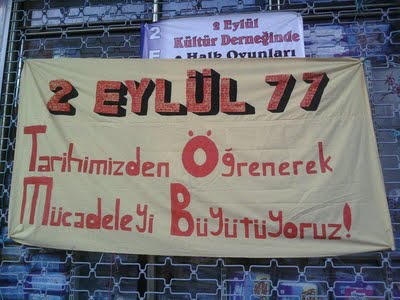 2 Eylül
Kültür Derneğinde
Halk Oyunları
2 EYLÜL 77
Tarihimizden Öğrenerek
Mücadeleyi Büyütüyoruz!